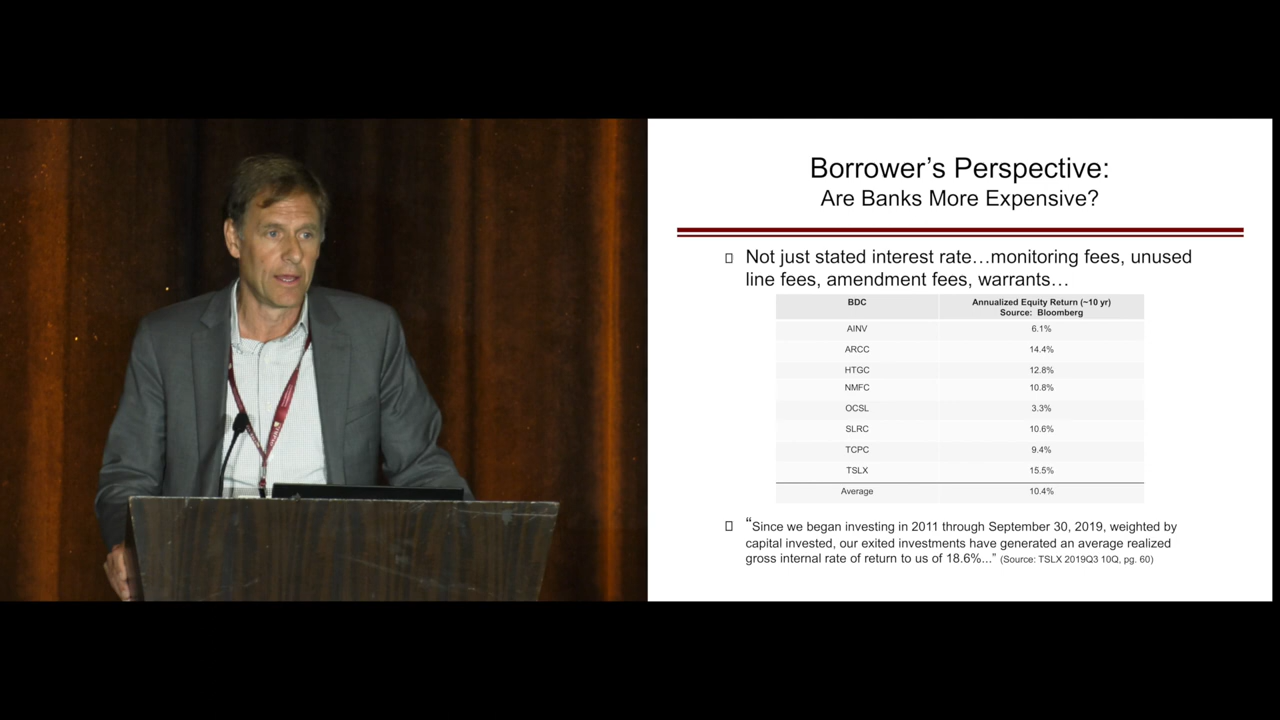 Borrower’s Perspective:
Are Banks More Expensive?
Not just stated interest rate…monitoring fees, unused
line fees, amendment fees, warrants…
BDC
Annualized Equity Return (~10 yr)
Source: Bloomberg
AINV 6.1%
ARCC 14.4%
HTGC 12.8%
NMFC 10.8%
OCSL 3.3%
SLRC 10.6%
TCPC 9.4%
TSLX 15.5%
Average 10.4%
“Since we began investing in 2011 through September 30, 2019, weighted by
capital invested, our exited investments have generated an average realized
gross internal rate of return to us of 18.6%...” (Source: TSLX 2019Q3 10Q, pg. 60)